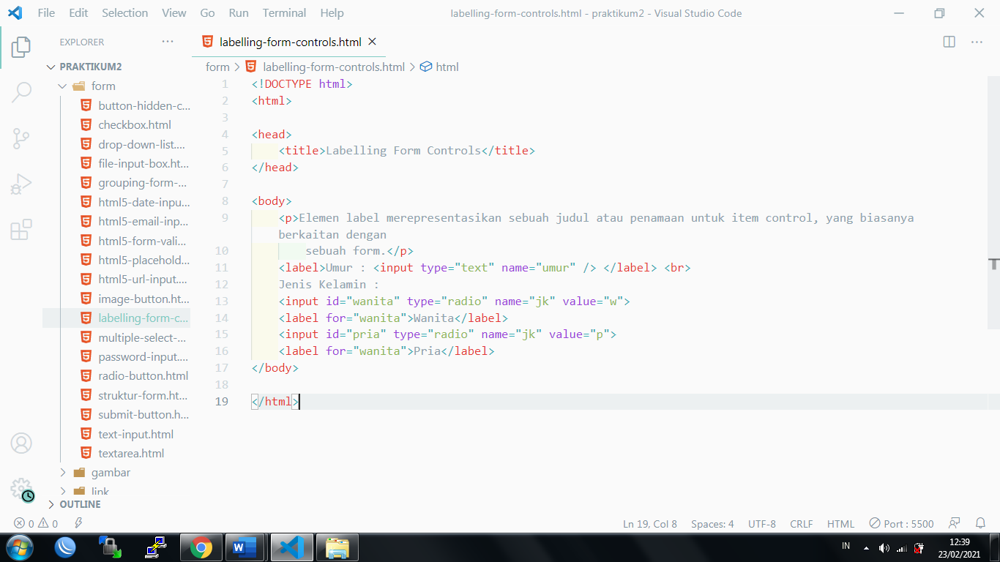 File Edit Selection View Go Run Terminal Help
labelling-form-controls.html - praktikum2 - Visual Studio Code
EXPLORER ···
PRAKTIKUM2
form
button-hidden-c...
checkbox.html
drop-down-list....
file-input-box.ht...
grouping-form-...
html5-date-inpu...
html5-email-inp...
html5-form-vali...
html5-placehold...
html5-url-input....
image-button.ht...
labelling-form-c...
multiple-select-...
password-input....
radio-button.html
struktur-form.ht...
submit-button.h...
text-input.html
textarea.html
gambar
link
OUTLINE
labelling-form-controls.html
form > labelling-form-controls.html > html
1 <!DOCTYPE html>
2 <html>
3
4 <head>
5 <title>Labelling Form Controls</title>
6 </head>
7
8 <body>
9 <p>Elemen label merepresentasikan sebuah judul atau penamaan untuk item control, yang biasanya
berkaitan dengan
10 sebuah form.</p>
11 <label>Umur : <input type="text" name="umur" /> </label> <br>
12 Jenis Kelamin :
13 <input id="wanita" type="radio" name="jk" value="w">
14 <label for="wanita">Wanita</label>
15 <input id="pria" type="radio" name="jk" value="p">
16 <label for="wanita">Pria</label>
17 </body>
18
19 </html>
0 0
Ln 19, Col 8 Spaces: 4 UTF-8 CRLF HTML Port : 5500
IN
12:39
23/02/2021